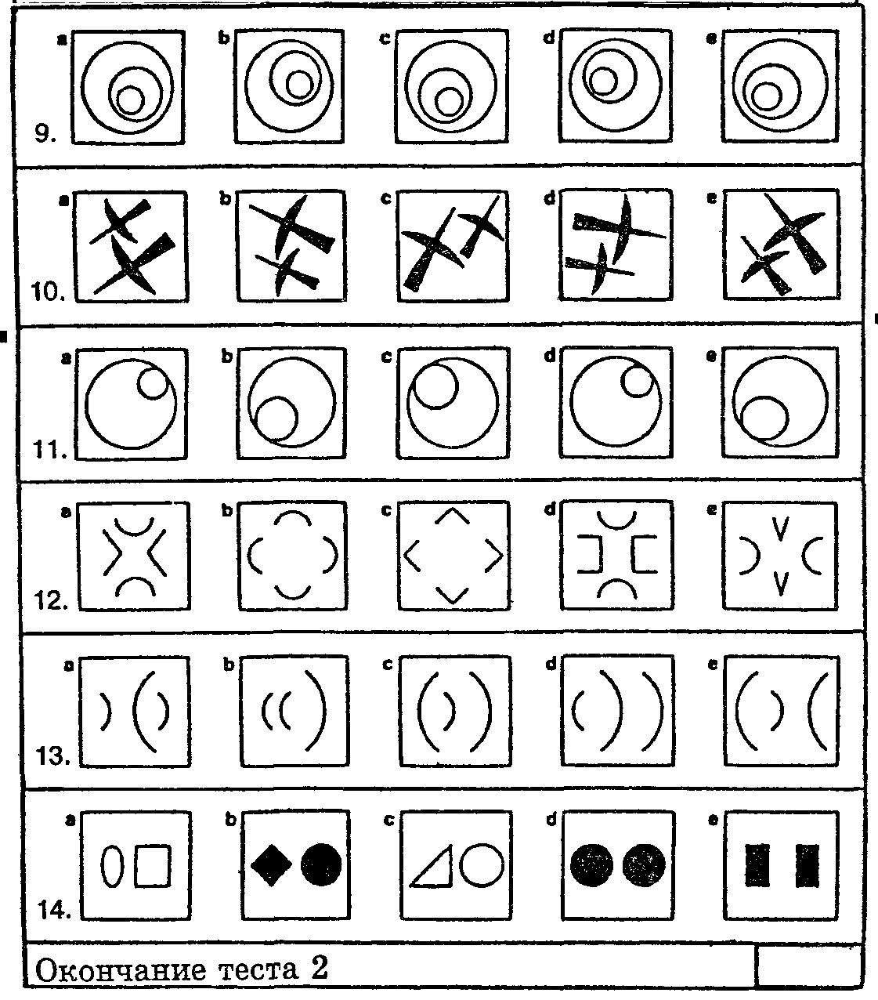 a b c d e
9.
a b c d e
10.
a b c d e
11.
a b c d e
12.
a b c d e
13.
a b c d e
14.
Окончание теста 2